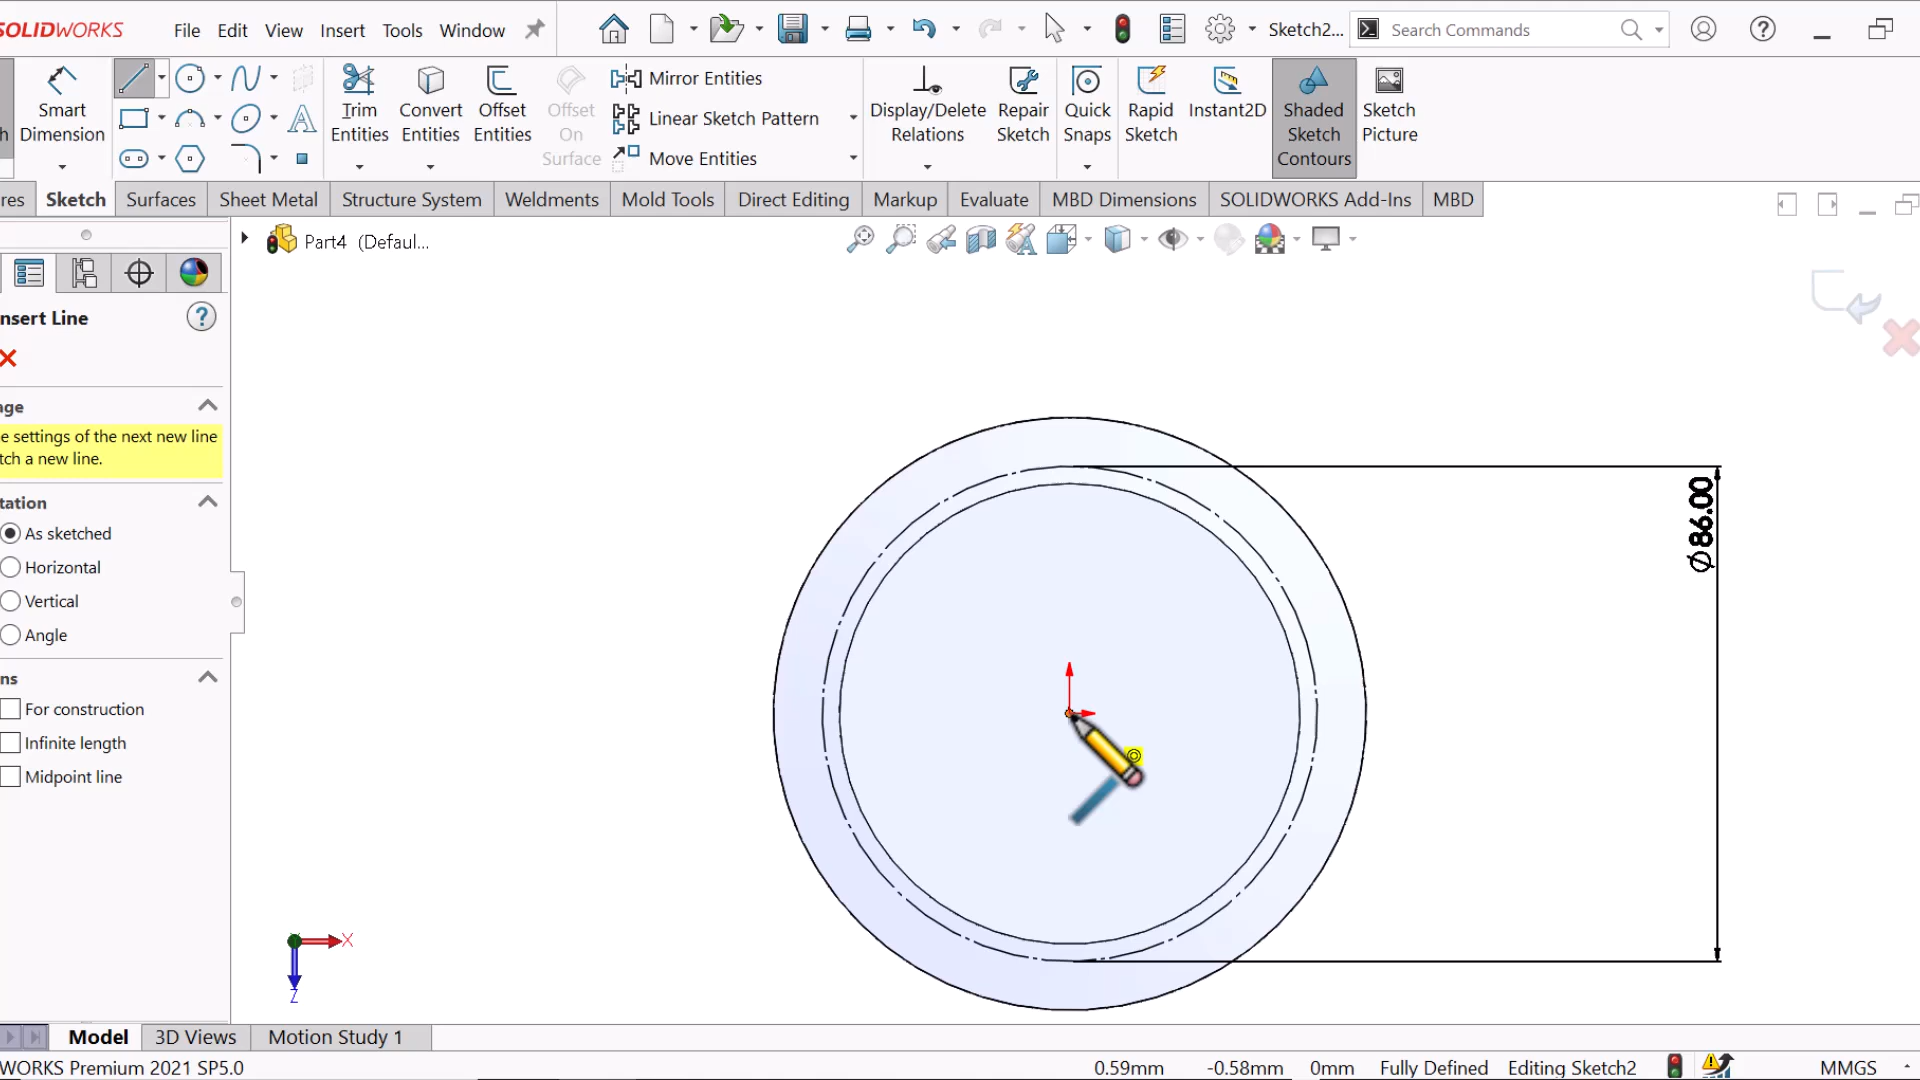 SOLIDWORKS File Edit View Insert Tools Window Sketch2... Search Commands
Smart Dimension
Trim Entities
Convert Entities
Offset Entities
Offset On Surface
Mirror Entities
Linear Sketch Pattern
Move Entities
Display/Delete Relations
Repair Sketch
Quick Snaps
Rapid Sketch
Instant2D
Shaded Sketch Contours
Sketch Picture
res Sketch Surfaces Sheet Metal Structure System Weldments Mold Tools Direct Editing Markup Evaluate MBD Dimensions SOLIDWORKS Add-Ins MBD
Part4 (Defaul...
nsert Line
age
e settings of the next new line
tch a new line.
tation
As sketched
Horizontal
Vertical
Angle
ns
For construction
Infinite length
Midpoint line
Ø86.00
X
Z
Model 3D Views Motion Study 1
WORKS Premium 2021 SP5.0 0.59mm -0.58mm 0mm Fully Defined Editing Sketch2 MMGS